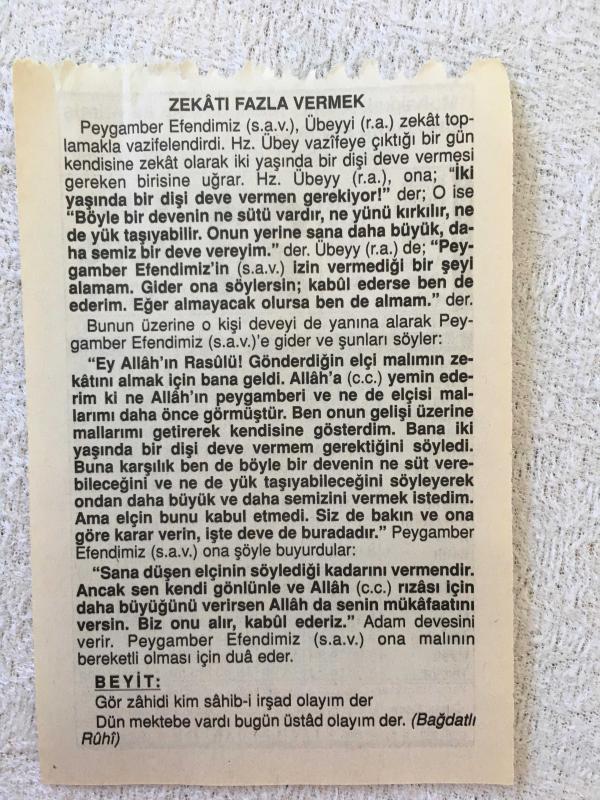 ZEKÂTI FAZLA VERMEK
Peygamber Efendimiz (s.a.v.), Übeyyi (r.a.) zekât top-
lamakla vazifelendirdi. Hz. Übey vazîfeye çıktığı bir gün
kendisine zekât olarak iki yaşında bir dişi deve vermesi
gereken birisine uğrar. Hz. Übeyy (r.a.), ona; "İki
yaşında bir dişi deve vermen gerekiyor!" der; O ise
"Böyle bir devenin ne sütü vardır, ne yünü kırkılır, ne
de yük taşıyabilir. Onun yerine sana daha büyük, da-
ha semiz bir deve vereyim." der. Übeyy (r.a.) de; "Pey-
gamber Efendimiz'in (s.a.v.) izin vermediği bir şeyi
alamam. Gider ona söylersin; kabûl ederse ben de
ederim. Eğer almayacak olursa ben de almam." der.
Bunun üzerine o kişi deveyi de yanına alarak Pey-
gamber Efendimiz (s.a.v.)'e gider ve şunları söyler:
"Ey Allâh'ın Rasûlü! Gönderdiğin elçi malımın ze-
kâtını almak için bana geldi. Allâh'a (c.c.) yemin ede-
rim ki ne Allâh'ın peygamberi ve ne de elçisi mal-
larımı daha önce görmüştür. Ben onun gelişi üzerine
mallarımı getirerek kendisine gösterdim. Bana iki
yaşında bir dişi deve vermem gerektiğini söyledi.
Buna karşılık ben de böyle bir devenin ne süt vere-
bileceğini ve ne de yük taşıyabileceğini söyleyerek
ondan daha büyük ve daha semizini vermek istedim.
Ama elçin bunu kabul etmedi. Siz de bakın ve ona
göre karar verin, işte deve de buradadır." Peygamber
Efendimiz (s.a.v.) ona şöyle buyurdular:
"Sana düşen elçinin söylediği kadarını vermendir.
Ancak sen kendi gönlünle ve Allâh (c.c.) rızâsı için
daha büyüğünü verirsen Allâh da senin mükâfaatını
versin. Biz onu alır, kabûl ederiz." Adam devesini
verir. Peygamber Efendimiz (s.a.v.) ona malının
bereketli olması için duâ eder.
BEYİT:
Gör zâhidi kim sâhib-i irşad olayım der
Dün mektebe vardı bugün üstâd olayım der. (Bağdatlı
Rûhî)